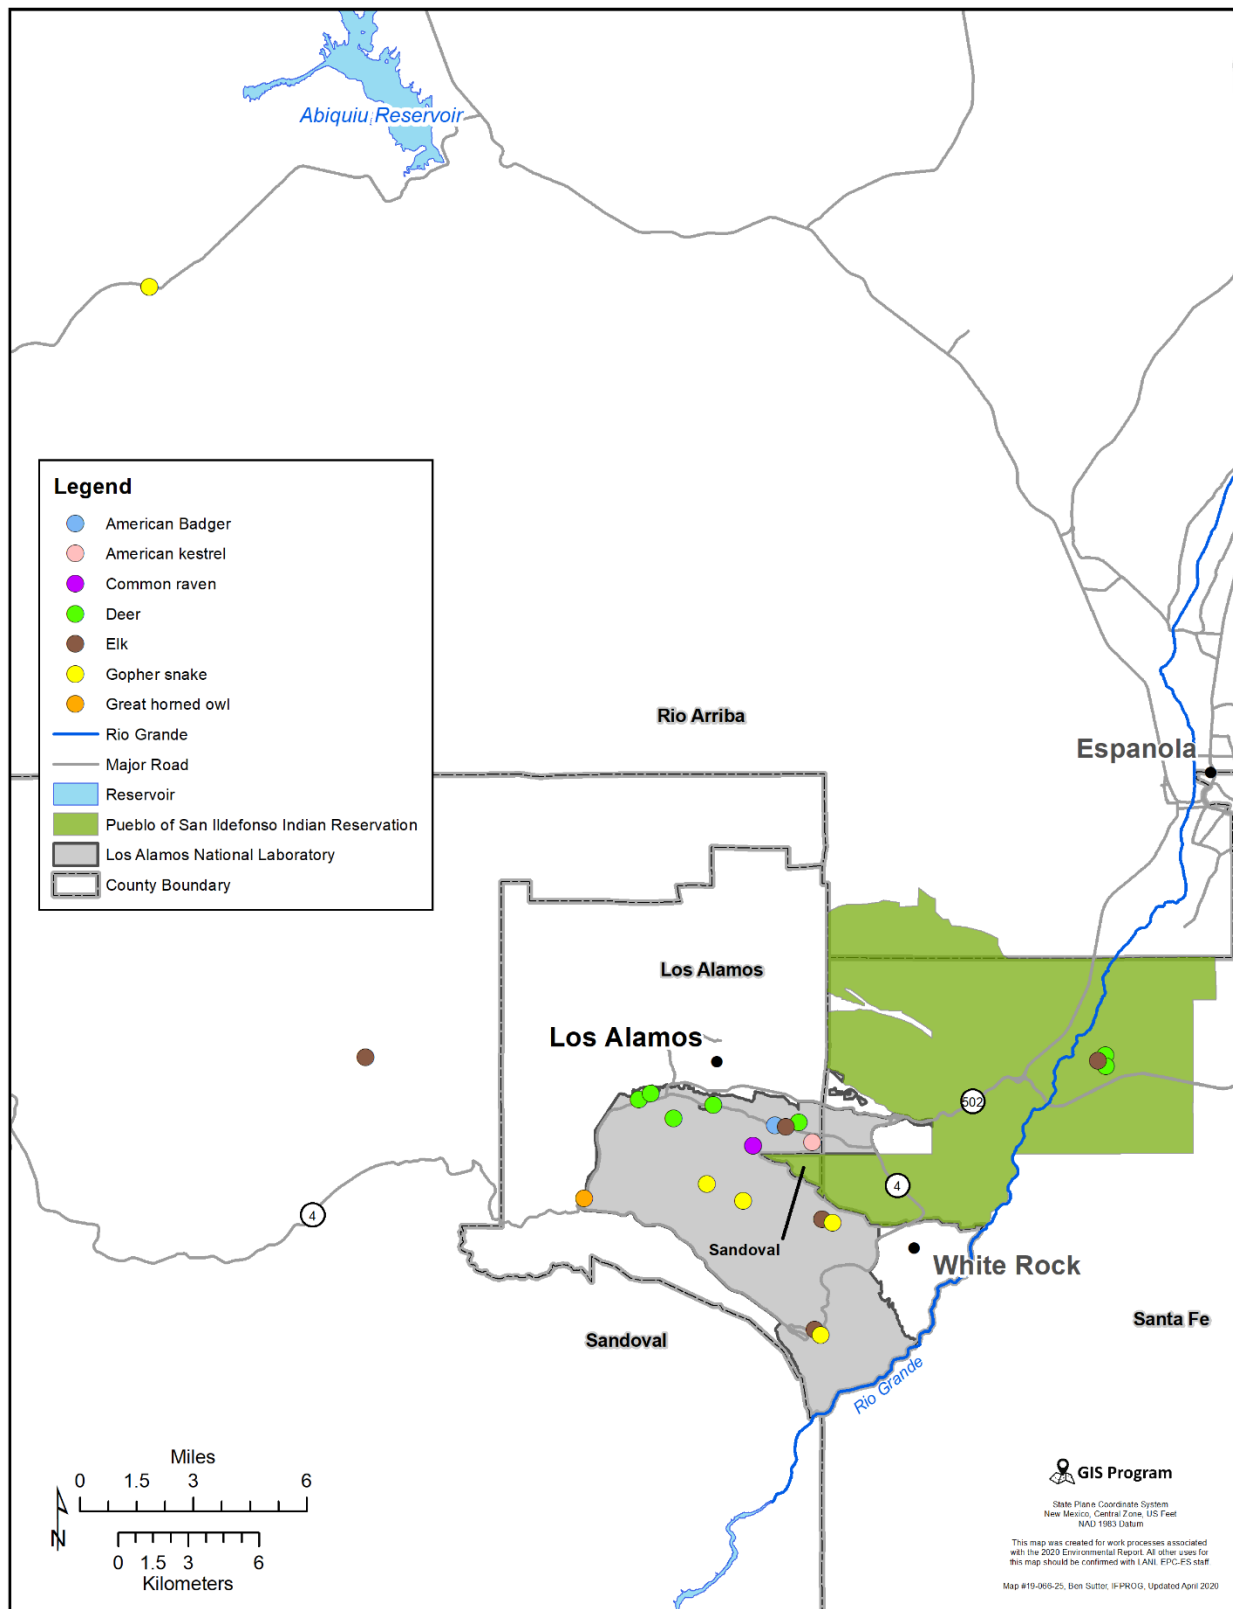 Abiquiu Reservoir
Legend
American Badger
American kestrel
Common raven
Deer
Elk
Gopher snake
Great horned owl
Rio Grande
Major Road
Reservoir
Pueblo of San Ildefonso Indian Reservation
Los Alamos National Laboratory
County Boundary
Rio Arriba
Espanola
Los Alamos
Los Alamos
502
4
4
Sandoval
White Rock
Santa Fe
Sandoval
Rio Grande
Miles
0 1.5 3 6
N
0 1.5 3 6
Kilometers
GIS Program
State Plane Coordinate System
New Mexico, Central Zone, US Feet
NAD 1983 Datum
This map was created for work processes associated
with the 2020 Environmental Report. All other uses for
this map should be confirmed with LANL EPC-ES staff.
Map #19-066-25, Ben Sutter, IFPROG, Updated April 2020